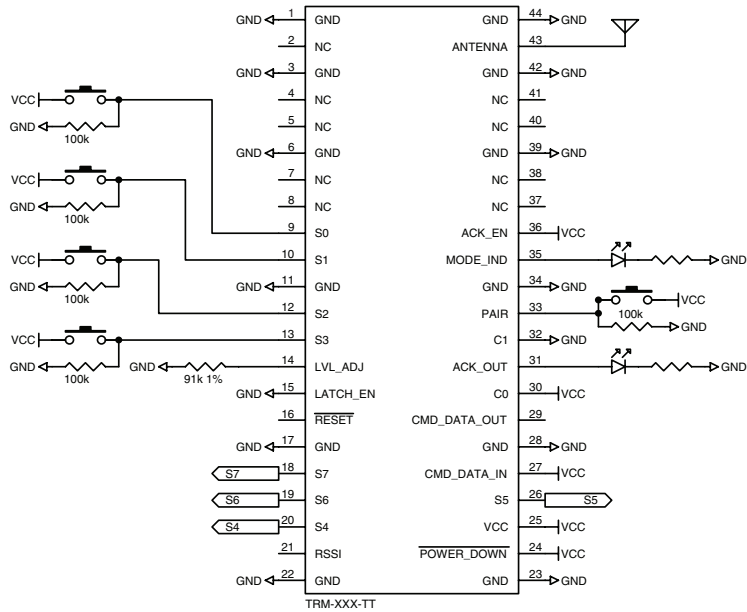 GND 1 GND GND 44 GND
2 NC ANTENNA 43
GND 3 GND GND 42 GND
VCC 4 NC NC 41
GND 100k 5 NC NC 40
GND 6 GND GND 39 GND
VCC 7 NC NC 38
GND 100k 8 NC NC 37
9 S0 ACK_EN 36 VCC
VCC 10 S1 MODE_IND 35 GND
GND 100k 11 GND GND GND 34 GND
12 S2 PAIR 33 100k VCC
GND
VCC 13 S3 C1 32 GND
GND 100k GND 91k 1% 14 LVL_ADJ ACK_OUT 31 GND
GND 15 LATCH_EN C0 30 VCC
16 RESET CMD_DATA_OUT 29
GND 17 GND GND 28 GND
S7 18 S7 CMD_DATA_IN 27 VCC
S6 19 S6 S5 26 S5
S4 20 S4 VCC 25 VCC
21 RSSI POWER_DOWN 24 VCC
GND 22 GND GND 23 GND
TRM-XXX-TT